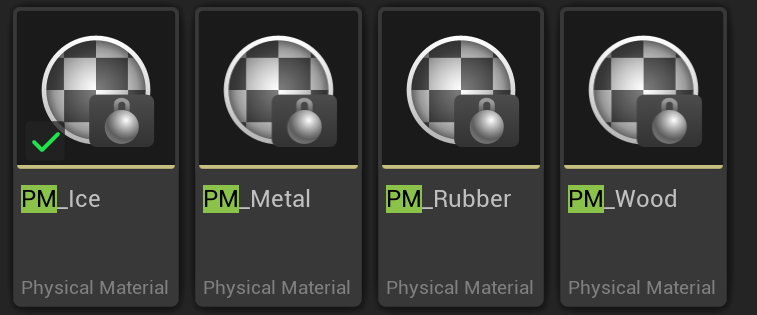 PM_Ice
PM_Metal
PM_Rubber
PM_Wood
Physical Material
Physical Material
Physical Material
Physical Material